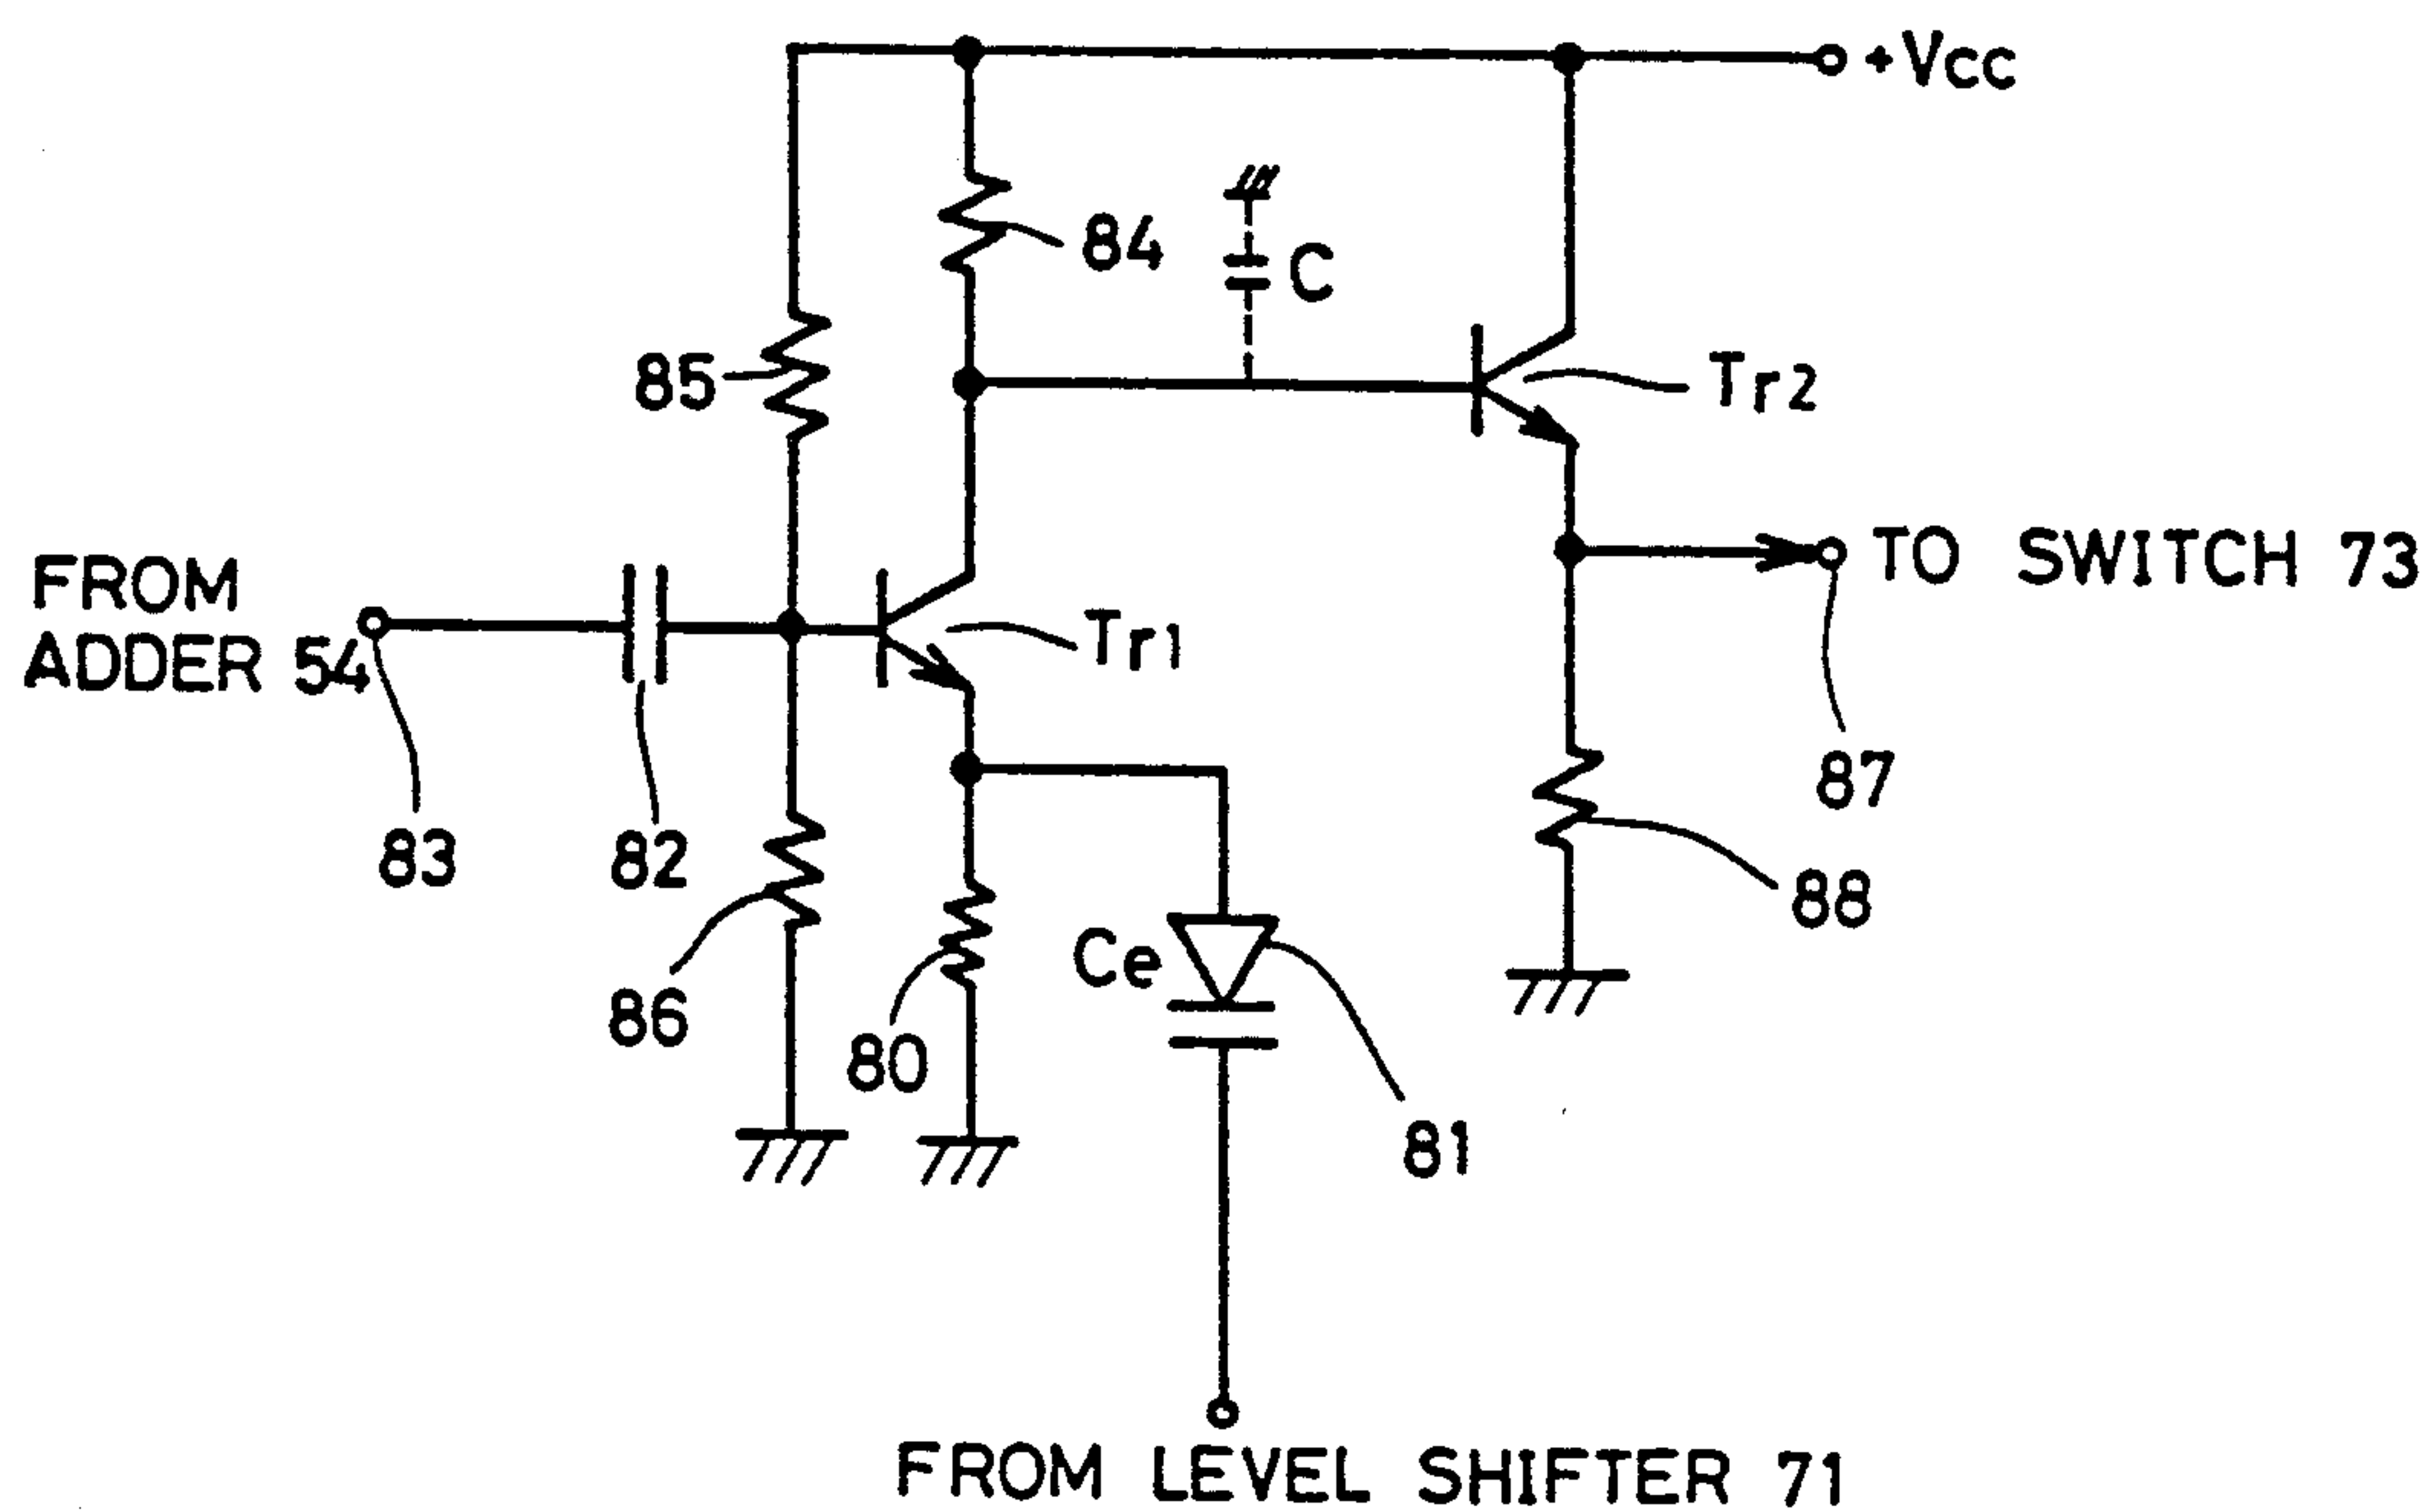 +Vcc
84
C
85
Tr2
FROM
ADDER 54
TO SWITCH 73
Tr1
83
82
87
88
Ce
86
80
81
FROM LEVEL SHIFTER 71